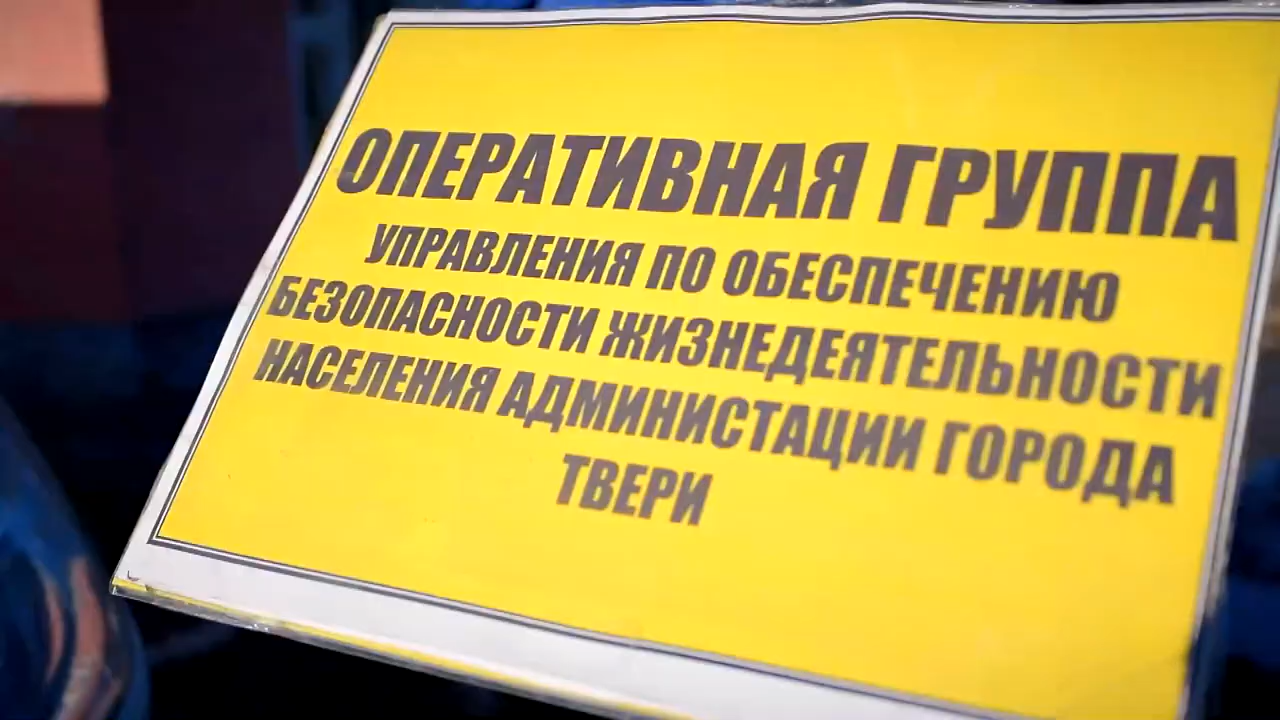 ОПЕРАТИВНАЯ ГРУППА
УПРАВЛЕНИЯ ПО ОБЕСПЕЧЕНИЮ
БЕЗОПАСНОСТИ ЖИЗНЕДЕЯТЕЛЬНОСТИ
НАСЕЛЕНИЯ АДМИНИСТАЦИИ ГОРОДА
ТВЕРИ